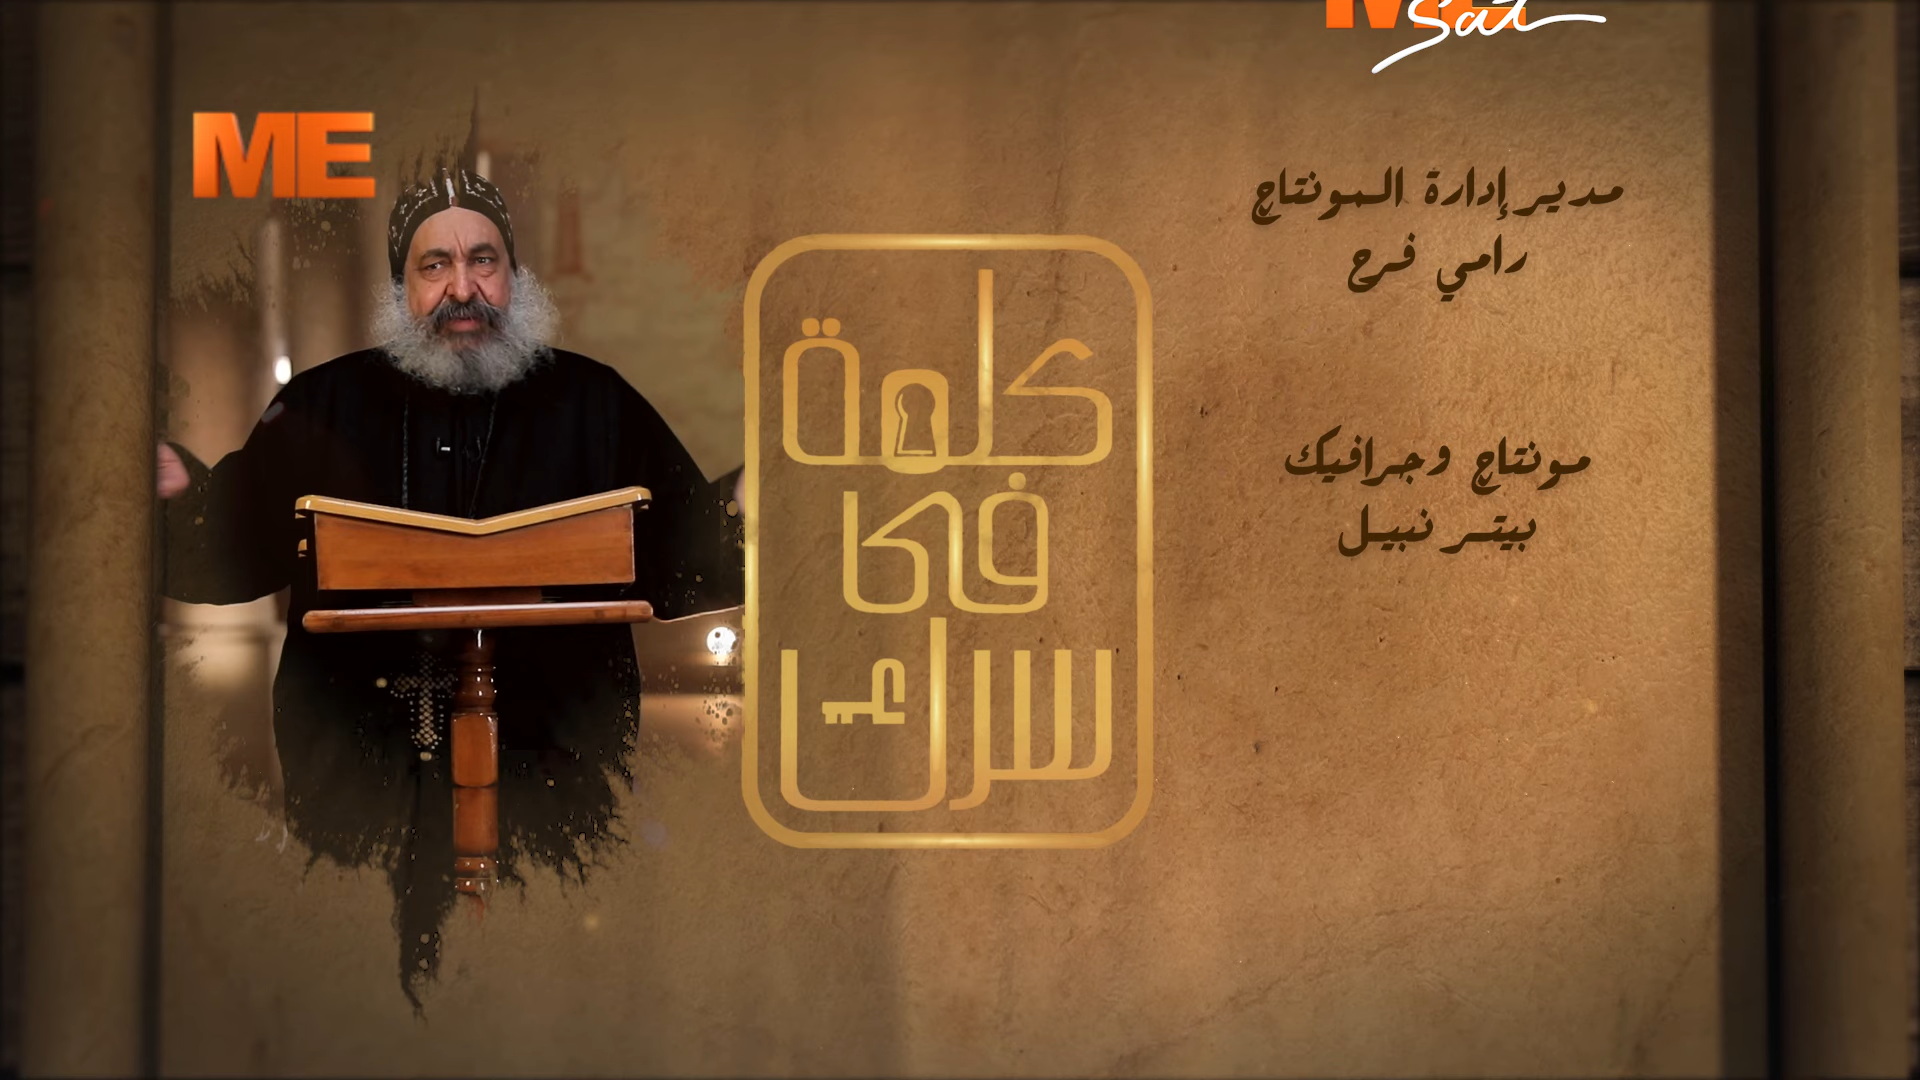 ME
Sat
ME
مدير إدارة المونتاج
رامي فرج
كلمة
في
سرك
مونتاج وجرافيك
بيتر نبيل